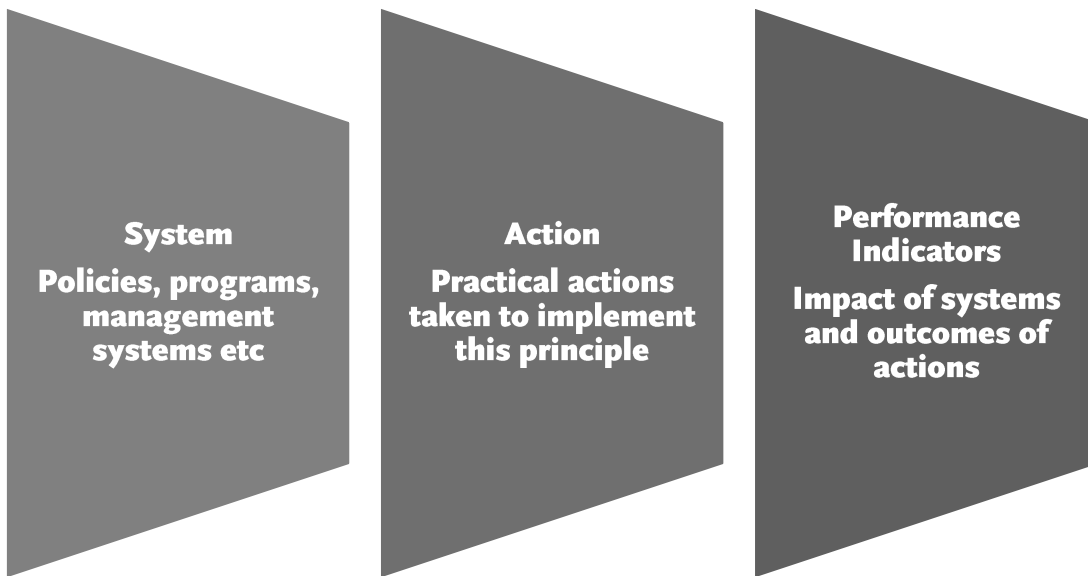 System
Policies, programs,
management
systems etc
Action
Practical actions
taken to implement
this principle
Performance
Indicators
Impact of systems
and outcomes of
actions